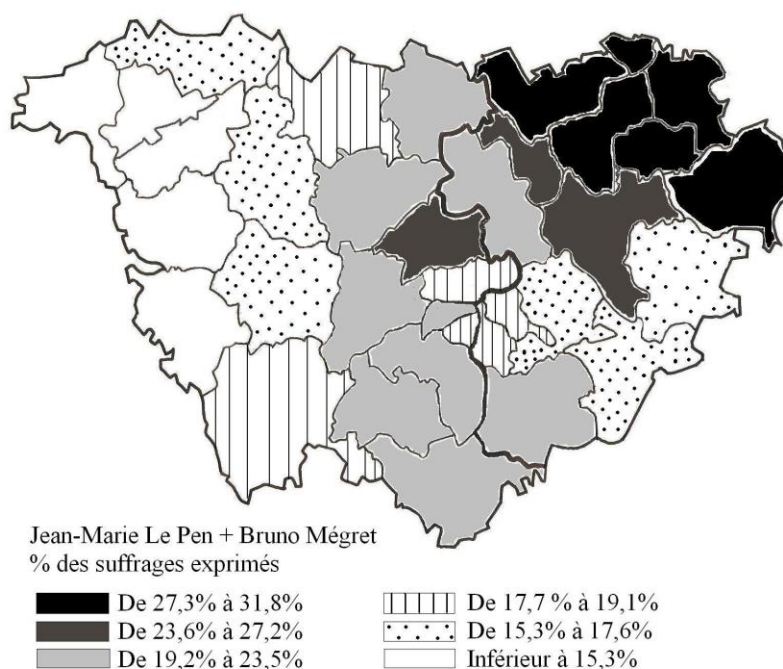 Jean-Marie Le Pen + Bruno Mégret
% des suffrages exprimés
De 27,3% à 31,8%
De 23,6% à 27,2%
De 19,2% à 23,5%
De 17,7 % à 19,1%
De 15,3% à 17,6%
Inférieur à 15,3%